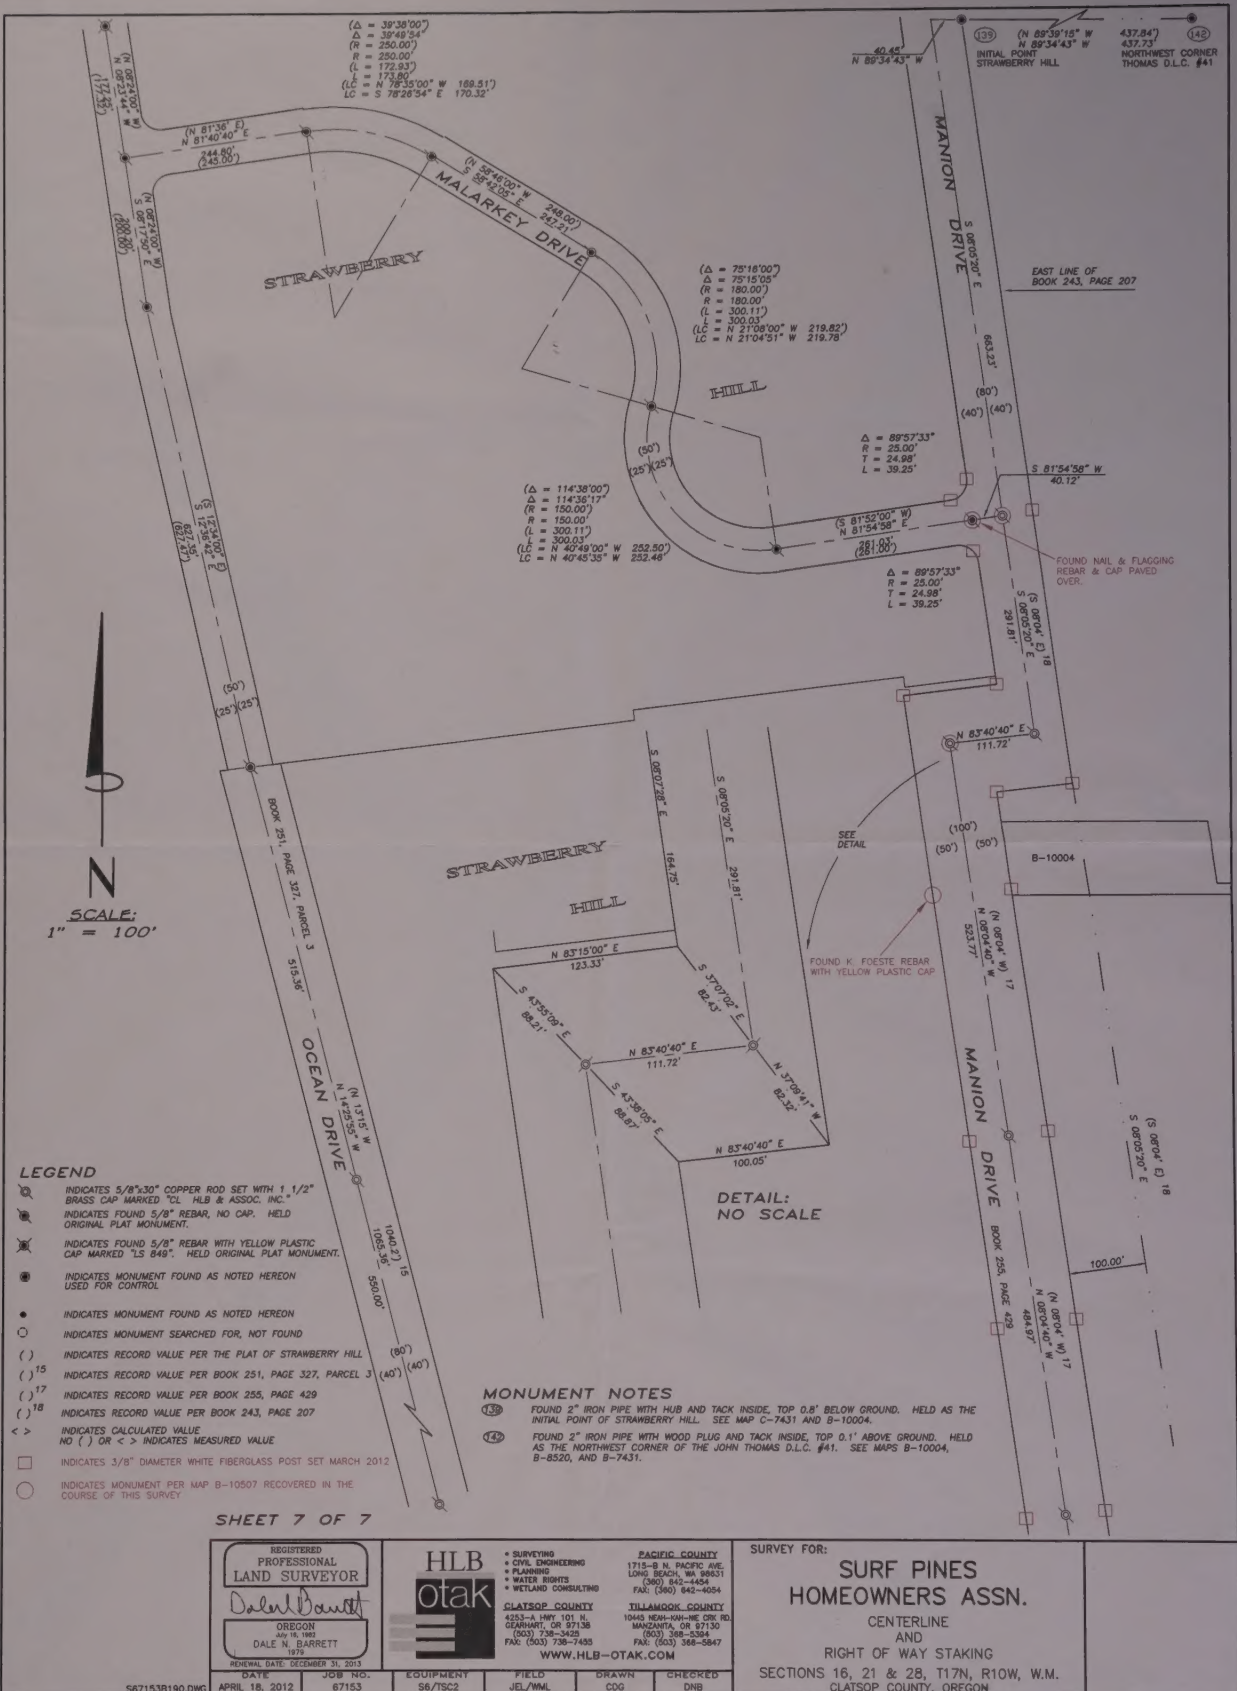 (Δ = 39°38'00")
Δ = 39°49'54"
(R = 250.00')
R = 250.00'
(L = 172.93')
L = 173.80'
(LC = N 78°35'00" W 169.51')
LC = S 78°26'54" E 170.32'
40.45'
N 89°34'43" W
139
(N 89°39'15" W 437.84')
N 89°34'43" W 437.73'
142
INITIAL POINT
STRAWBERRY HILL
NORTHWEST CORNER
THOMAS D.L.C. #41
(N 08°24'00" W)
N 08°23'44" W
177.25'
(177.32')
(N 81°36' E)
N 81°40'40" E
244.80'
(245.00')
(N 08°24'00" W)
S 08°17'50" E
200.20'
(200.00')
(N 58°46'00" W 248.00')
S 58°42'05" E 247.21'
MALARKEY DRIVE
STRAWBERRY
HILL
MANION DRIVE
S 08°05'20" E
663.23'
(80')
(40') (40')
EAST LINE OF
BOOK 243, PAGE 207
(Δ = 75°16'00")
Δ = 75°15'05"
(R = 180.00')
R = 180.00'
(L = 300.11')
L = 300.03'
(LC = N 21°08'00" W 219.82')
LC = N 21°04'51" W 219.78'
(50')
(25') (25')
Δ = 89°57'33"
R = 25.00'
T = 24.98'
L = 39.25'
S 81°54'58" W
40.12'
(Δ = 114°38'00")
Δ = 114°36'17"
(R = 150.00')
R = 150.00'
(L = 300.11')
L = 300.03'
(LC = N 40°49'00" W 252.50')
LC = N 40°45'35" W 252.46'
(S 81°52'00" W)
N 81°54'58" E
261.03'
(261.00')
FOUND NAIL & FLAGGING
REBAR & CAP PAVED
OVER.
Δ = 89°57'33"
R = 25.00'
T = 24.98'
L = 39.25'
(S 12°34'00" E)
S 12°36'42" E
627.35'
(627.47')
(S 08°04' E) 18
S 08°05'20" E
291.81'
(50')
(25') (25')
N 83°40'40" E
111.72'
N
SCALE:
1" = 100'
BOOK 251, PAGE 327, PARCEL 3
515.36'
S 08°07'28" E
164.75'
S 08°05'20" E
291.81'
SEE
DETAIL
(100')
(50') (50')
B-10004
STRAWBERRY
HILL
N 83°15'00" E
123.33'
FOUND K. FOESTE REBAR
WITH YELLOW PLASTIC CAP
(N 08°04' W) 17
N 08°04'40" W
523.77'
S 37°07'02" E
82.43'
S 43°55'09" E
88.21'
N 83°40'40" E
111.72'
N 37°09'41" W
82.32'
S 43°38'05" E
88.87'
N 83°40'40" E
100.05'
OCEAN DRIVE
(N 13°15' W
N 14°25'55" W
1040.2') 15
1065.36'
550.00'
MANION DRIVE
BOOK 255, PAGE 429
(S 08°04' E) 18
S 08°05'20" E
100.00'
(N 08°04' W) 17
N 08°04'40" W
484.97'
DETAIL:
NO SCALE
LEGEND
INDICATES 5/8"x30" COPPER ROD SET WITH 1 1/2"
BRASS CAP MARKED "CL HLB & ASSOC. INC."
INDICATES FOUND 5/8" REBAR, NO CAP. HELD
ORIGINAL PLAT MONUMENT.
INDICATES FOUND 5/8" REBAR WITH YELLOW PLASTIC
CAP MARKED "LS 849". HELD ORIGINAL PLAT MONUMENT.
INDICATES MONUMENT FOUND AS NOTED HEREON
USED FOR CONTROL
INDICATES MONUMENT FOUND AS NOTED HEREON
INDICATES MONUMENT SEARCHED FOR, NOT FOUND
( ) INDICATES RECORD VALUE PER THE PLAT OF STRAWBERRY HILL
( )15 INDICATES RECORD VALUE PER BOOK 251, PAGE 327, PARCEL 3
( )17 INDICATES RECORD VALUE PER BOOK 255, PAGE 429
( )18 INDICATES RECORD VALUE PER BOOK 243, PAGE 207
< > INDICATES CALCULATED VALUE
NO ( ) OR < > INDICATES MEASURED VALUE
INDICATES 3/8" DIAMETER WHITE FIBERGLASS POST SET MARCH 2012
INDICATES MONUMENT PER MAP B-10507 RECOVERED IN THE
COURSE OF THIS SURVEY
(80')
(40') (40')
MONUMENT NOTES
139 FOUND 2" IRON PIPE WITH HUB AND TACK INSIDE, TOP 0.8' BELOW GROUND. HELD AS THE
INITIAL POINT OF STRAWBERRY HILL. SEE MAP C-7431 AND B-10004.
142 FOUND 2" IRON PIPE WITH WOOD PLUG AND TACK INSIDE, TOP 0.1' ABOVE GROUND. HELD
AS THE NORTHWEST CORNER OF THE JOHN THOMAS D.L.C. #41. SEE MAPS B-10004,
B-8520, AND B-7431.
SHEET 7 OF 7
REGISTERED
PROFESSIONAL
LAND SURVEYOR
Dale N Barrett
OREGON
July 16, 1982
DALE N. BARRETT
1979
RENEWAL DATE: DECEMBER 31, 2013
HLB
otak
• SURVEYING
• CIVIL ENGINEERING
• PLANNING
• WATER RIGHTS
• WETLAND CONSULTING
CLATSOP COUNTY
4253-A HWY 101 N.
GEARHART, OR 97138
(503) 738-3425
FAX: (503) 738-7455
PACIFIC COUNTY
1715-B N. PACIFIC AVE.
LONG BEACH, WA 98631
(360) 642-4454
FAX: (360) 642-4054
TILLAMOOK COUNTY
10445 NEAH-KAH-NIE CRK RD.
MANZANITA, OR 97130
(503) 368-5394
FAX: (503) 368-5847
WWW.HLB-OTAK.COM
SURVEY FOR:
SURF PINES
HOMEOWNERS ASSN.
CENTERLINE
AND
RIGHT OF WAY STAKING
SECTIONS 16, 21 & 28, T17N, R10W, W.M.
CLATSOP COUNTY, OREGON
DATE JOB NO. EQUIPMENT FIELD DRAWN CHECKED
S67153B190.DWG APRIL 18, 2012 67153 S6/TSC2 JEL/WML CDG DNB